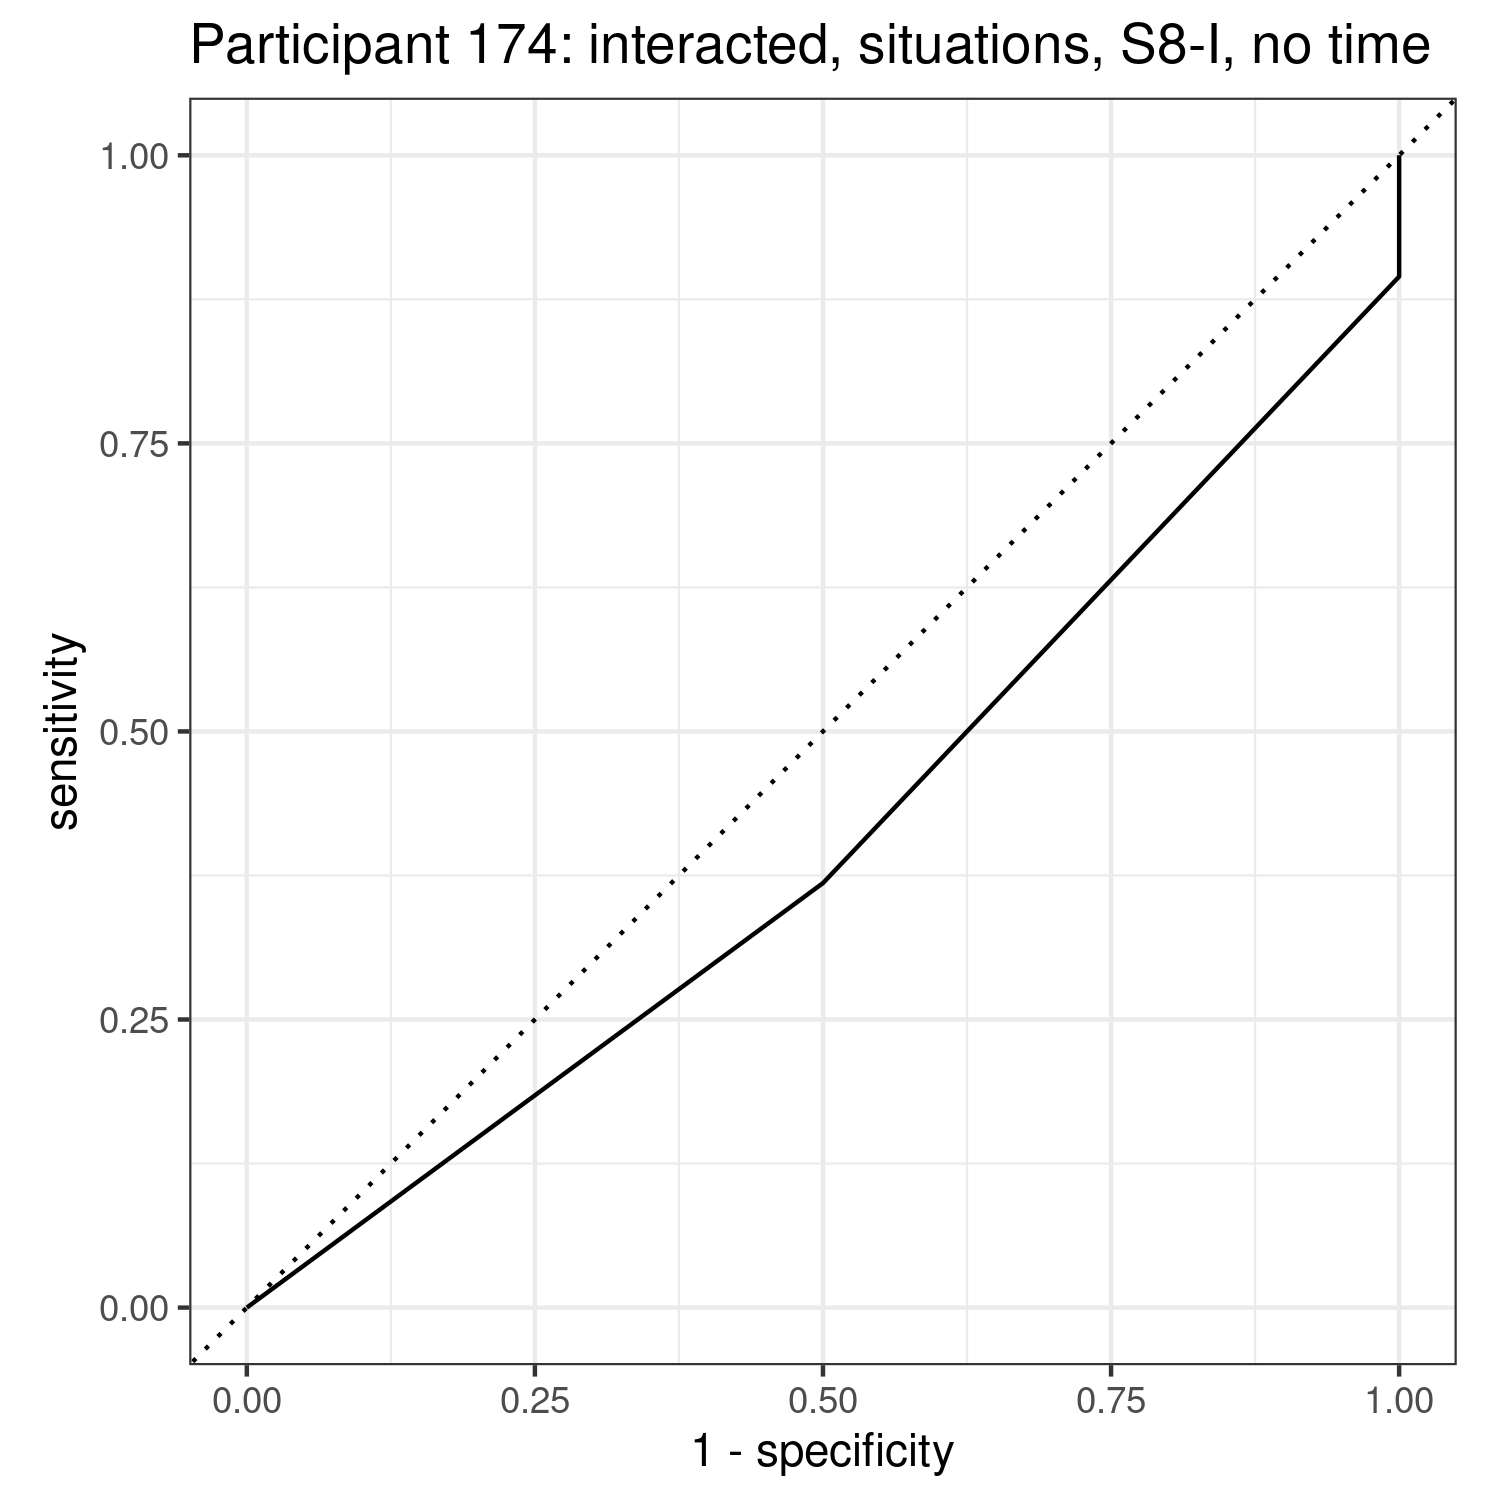 Participant 174: interacted, situations, S8-I, no time
1.00
0.75
0.50
0.25
0.00
sensitivity
0.00 0.25 0.50 0.75 1.00
1 - specificity